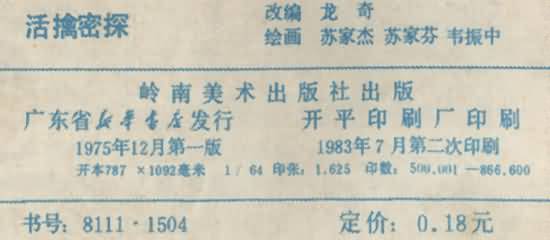 活擒密探
改编 龙奇
绘画 苏家杰 苏家芬 韦振中
岭南美术出版社出版
广东省新华书店发行 开平印刷厂印刷
1975年12月第一版 1983年7月第二次印刷
开本787×1092毫米 1/64 印张:1.625 印数:500,001—866,600
书号:8111·1504 定价:0.18元